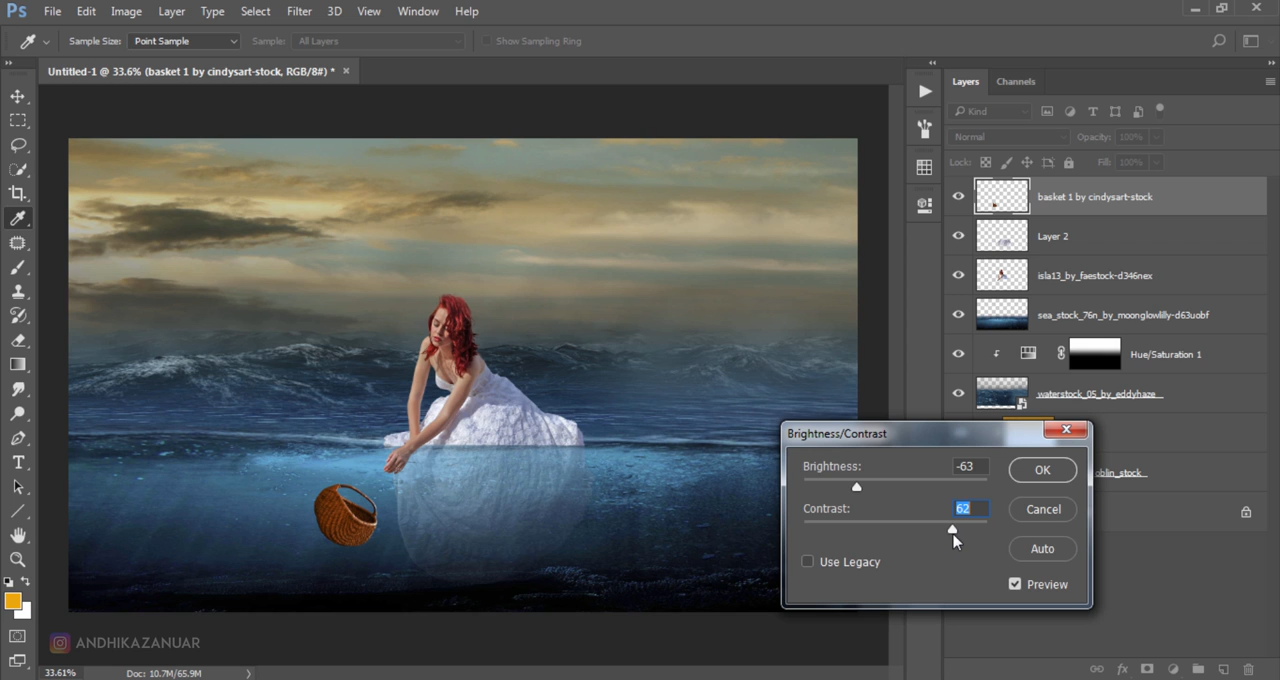 Ps File Edit Image Layer Type Select Filter 3D View Window Help
Sample Size: Point Sample Sample: All Layers Show Sampling Ring
Untitled-1 @ 33.6% (basket 1 by cindysart-stock, RGB/8#) *
Layers Channels
Kind
Normal Opacity: 100%
Lock: Fill: 100%
basket 1 by cindysart-stock
Layer 2
isla13_by_faestock-d346nex
sea_stock_76n_by_moonglowlilly-d63uobf
Hue/Saturation 1
waterstock_05_by_eddyhaze
oblin_stock
Brightness/Contrast
Brightness: -63
OK
Contrast: 62
Cancel
Auto
Use Legacy
Preview
ANDHIKAZANUAR
33.61% Doc: 10.7M/65.9M